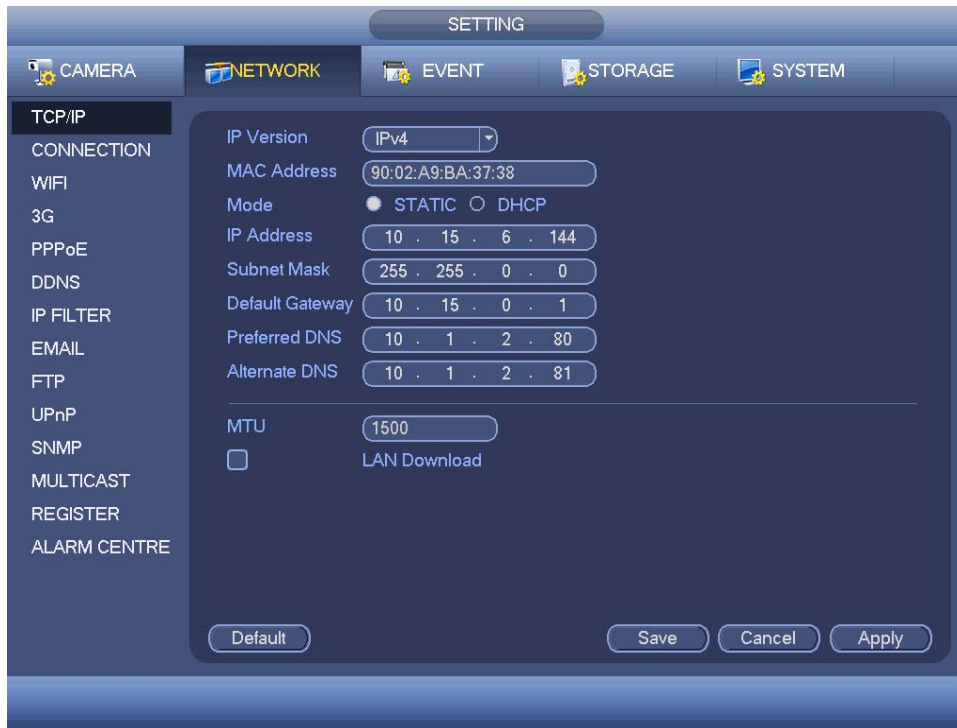 SETTING
CAMERA NETWORK EVENT STORAGE SYSTEM
TCP/IP
CONNECTION
WIFI
3G
PPPoE
DDNS
IP FILTER
EMAIL
FTP
UPnP
SNMP
MULTICAST
REGISTER
ALARM CENTRE
IP Version IPv4
MAC Address 90:02:A9:BA:37:38
Mode STATIC DHCP
IP Address 10 . 15 . 6 . 144
Subnet Mask 255 . 255 . 0 . 0
Default Gateway 10 . 15 . 0 . 1
Preferred DNS 10 . 1 . 2 . 80
Alternate DNS 10 . 1 . 2 . 81
MTU 1500
LAN Download
Default Save Cancel Apply